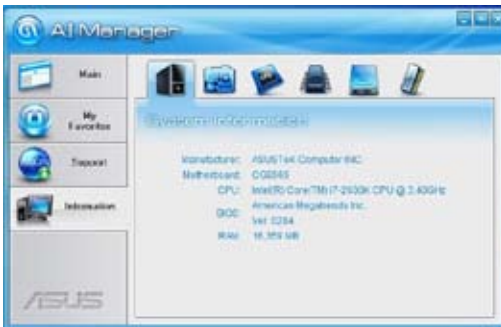 AI Manager
Main
My
Favorites
Support
Information
System Information
Manufacturer: ASUSTeK Computer INC.
Motherboard: CG8565
CPU: Intel(R) Core(TM) i7-2600K CPU @ 3.40GHz
BIOS: American Megatrends Inc.
Ver: 0284
RAM: 16,359 MB
ASUS